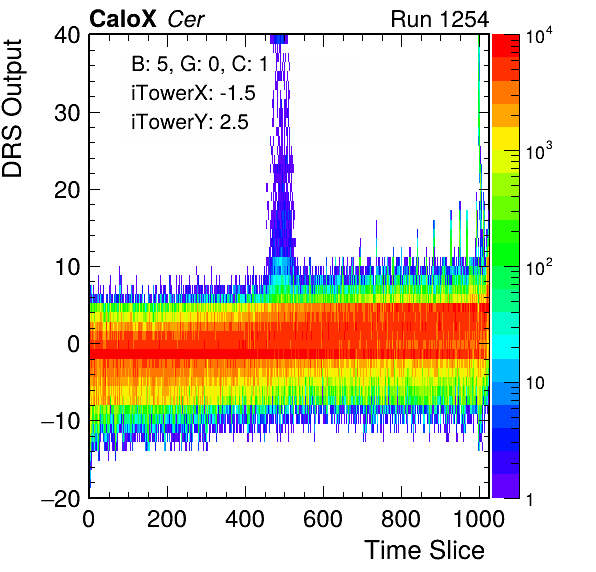 CaloX Cer
Run 1254
DRS Output
B: 5, G: 0, C: 1
iTowerX: -1.5
iTowerY: 2.5
40
30
20
10
0
−10
−20
0
200
400
600
800
1000
Time Slice
10^4
10^3
10^2
10
1